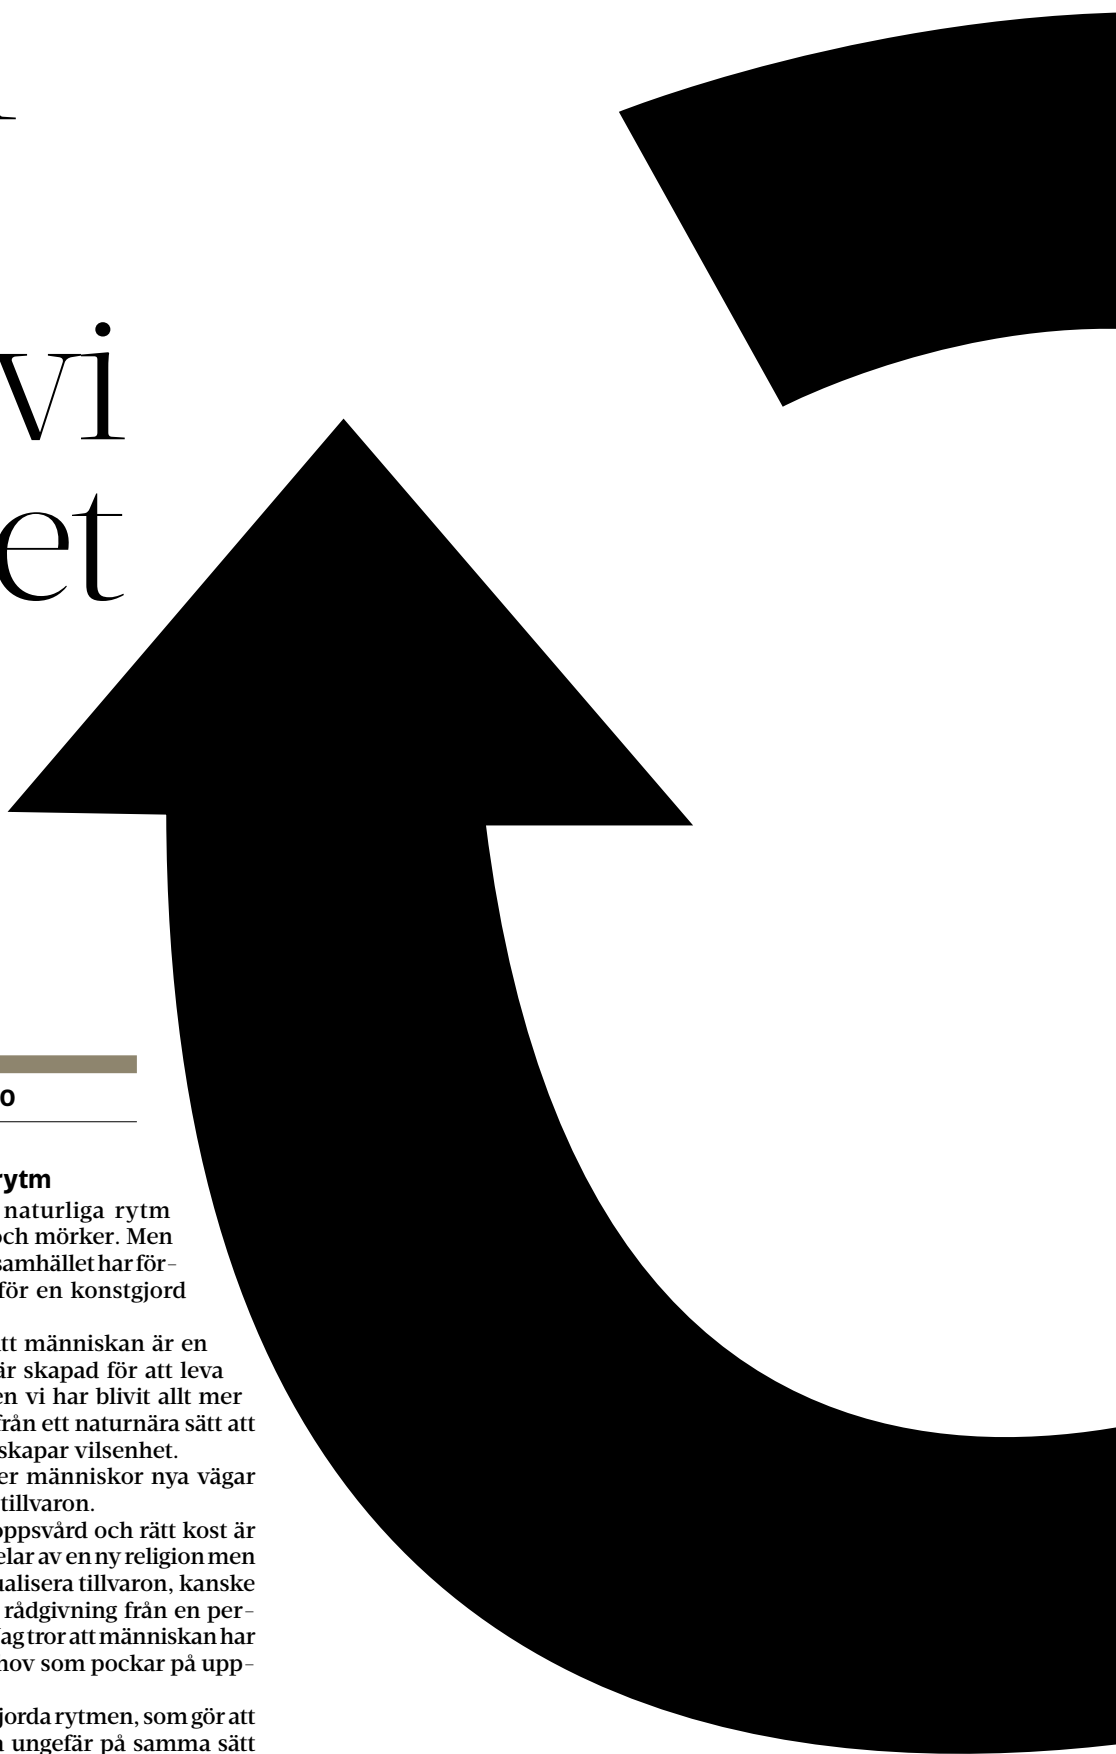 vi
et
o
rytm
naturliga rytm
och mörker. Men
samhället har för-
för en konstgjord
att människan är en
är skapad för att leva
en vi har blivit allt mer
från ett naturnära sätt att
skapar vilsenhet.
er människor nya vägar
tillvaron.
oppsvård och rätt kost är
elar av en ny religion men
ualisera tillvaron, kanske
rådgivning från en per-
Jag tror att människan har
hov som pockar på upp-
jorda rytmen, som gör att
ungefär på samma sätt